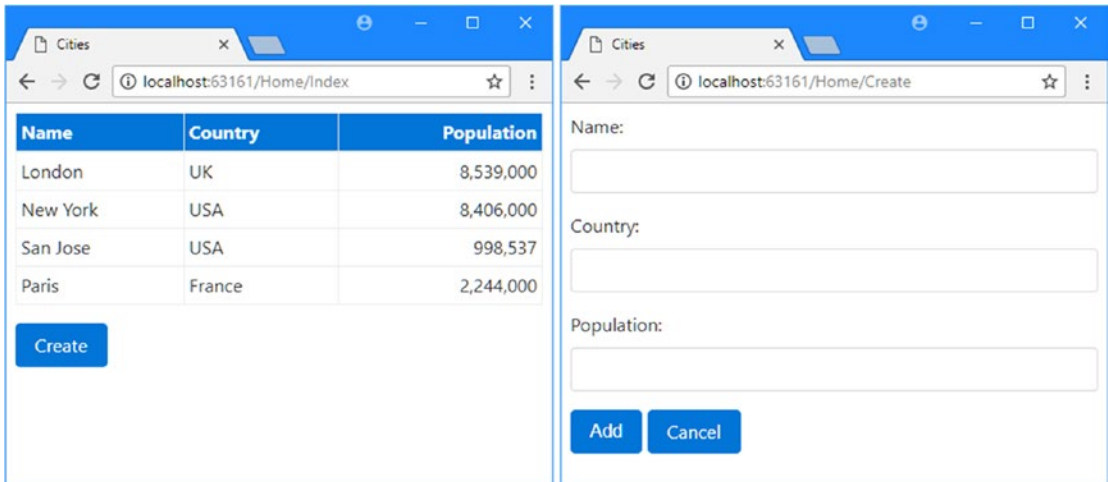 Cities
localhost:63161/Home/Index
Name Country Population
London UK 8,539,000
New York USA 8,406,000
San Jose USA 998,537
Paris France 2,244,000
Create
Cities
localhost:63161/Home/Create
Name:
Country:
Population:
Add Cancel